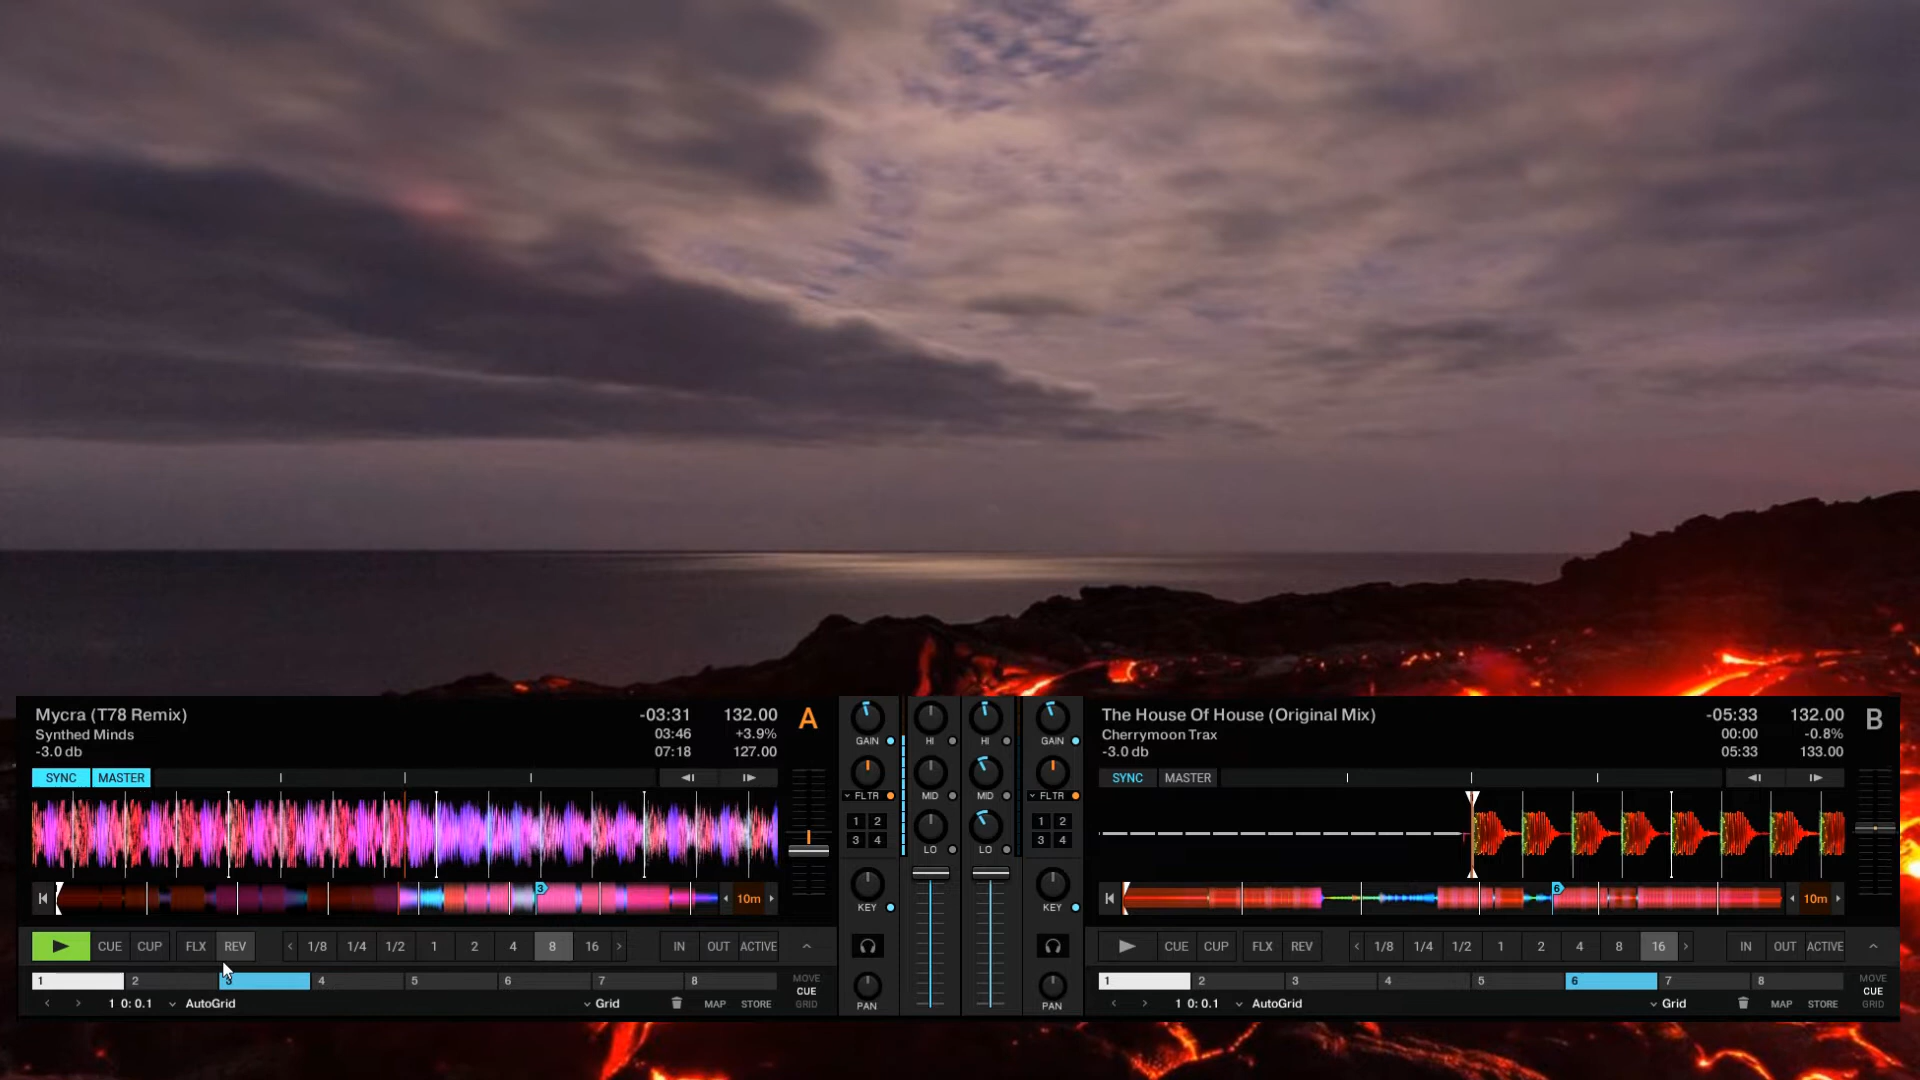 Mycra (T78 Remix) -03:31 132.00 A
Synthed Minds 03:46 +3.9%
-3.0 db 07:18 127.00
SYNC MASTER
3
10m
CUE CUP FLX REV 1/8 1/4 1/2 1 2 4 8 16 IN OUT ACTIVE
1 2 3 4 5 6 7 8
MOVE
CUE
GRID
1 0: 0.1 AutoGrid Grid MAP STORE
GAIN HI HI GAIN
FLTR MID MID FLTR
1 2
3 4
LO LO
1 2
3 4
KEY KEY
PAN PAN
The House Of House (Original Mix) -05:33 132.00 B
Cherrymoon Trax 00:00 -0.8%
-3.0 db 05:33 133.00
SYNC MASTER
6
10m
CUE CUP FLX REV 1/8 1/4 1/2 1 2 4 8 16 IN OUT ACTIVE
1 2 3 4 5 6 7 8
MOVE
CUE
GRID
1 0: 0.1 AutoGrid Grid MAP STORE